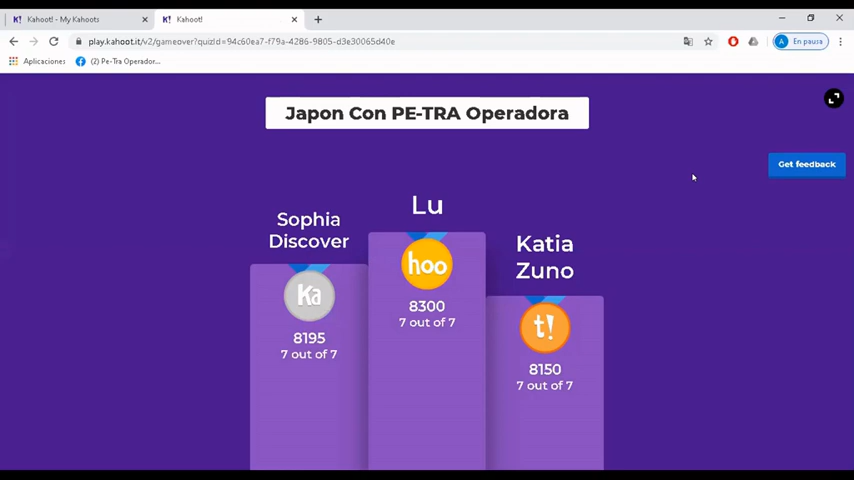 Kahoot! - My Kahoots
Kahoot!
play.kahoot.it/v2/gameover?quizId=94c60ea7-f79a-4286-9805-d3e30065d40e
A En pausa
Aplicaciones
(2) Pe-Tra Operador...
Japon Con PE-TRA Operadora
Get feedback
Lu
Sophia
Discover
Katia
Zuno
hoo
Ka
8300
7 out of 7
t!
8195
7 out of 7
8150
7 out of 7